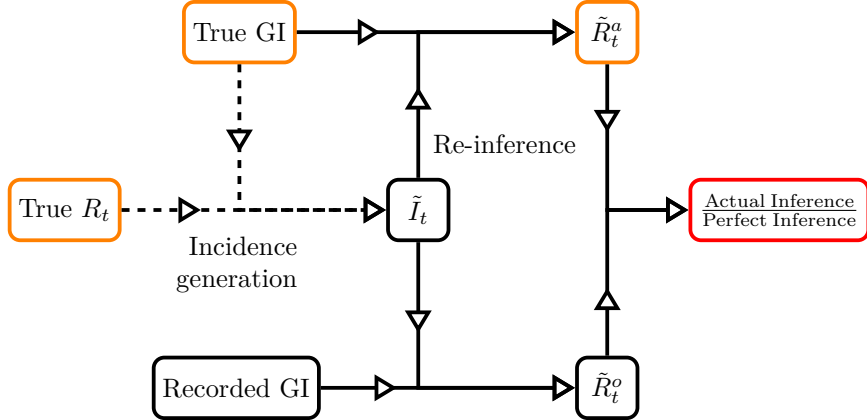 True GI
R̃ₜᵃ
Re-inference
True Rₜ
Ĩₜ
Actual Inference
Perfect Inference
Incidence
generation
Recorded GI
R̃ₜᵒ